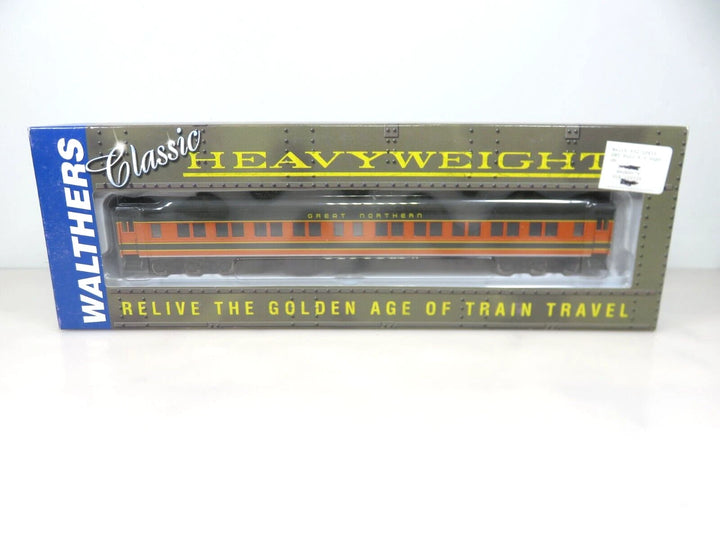 WALTHERS
Classic
HEAVYWEIGHT
GREAT NORTHERN
RELIVE THE GOLDEN AGE OF TRAIN TRAVEL